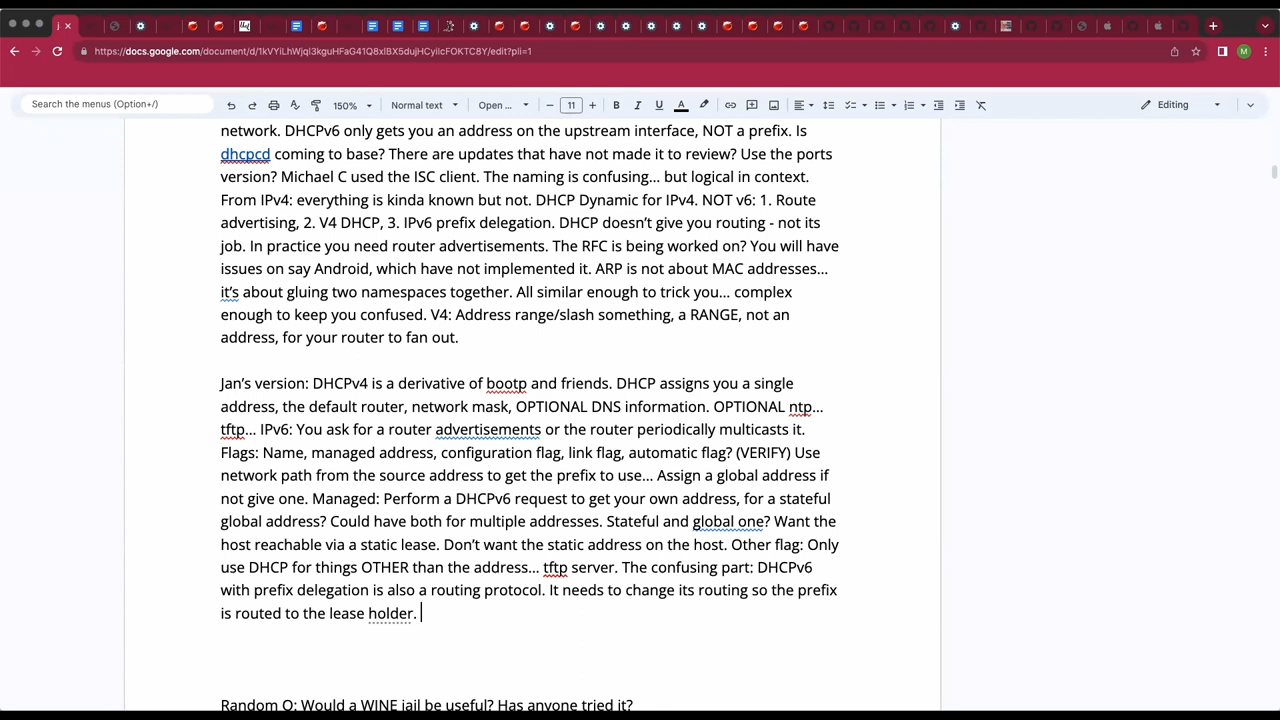 https://docs.google.com/document/d/1kVYiLhWjqI3kguHFaG41Q8xlBX5dujHCyilcFOKTC8Y/edit?pli=1
M
Search the menus (Option+/)
150%
Normal text
Open ...
11
B I U A
Editing
network. DHCPv6 only gets you an address on the upstream interface, NOT a prefix. Is
dhcpcd coming to base? There are updates that have not made it to review? Use the ports
version? Michael C used the ISC client. The naming is confusing… but logical in context.
From IPv4: everything is kinda known but not. DHCP Dynamic for IPv4. NOT v6: 1. Route
advertising, 2. V4 DHCP, 3. IPv6 prefix delegation. DHCP doesn’t give you routing - not its
job. In practice you need router advertisements. The RFC is being worked on? You will have
issues on say Android, which have not implemented it. ARP is not about MAC addresses…
it’s about gluing two namespaces together. All similar enough to trick you… complex
enough to keep you confused. V4: Address range/slash something, a RANGE, not an
address, for your router to fan out.
Jan’s version: DHCPv4 is a derivative of bootp and friends. DHCP assigns you a single
address, the default router, network mask, OPTIONAL DNS information. OPTIONAL ntp…
tftp… IPv6: You ask for a router advertisements or the router periodically multicasts it.
Flags: Name, managed address, configuration flag, link flag, automatic flag? (VERIFY) Use
network path from the source address to get the prefix to use… Assign a global address if
not give one. Managed: Perform a DHCPv6 request to get your own address, for a stateful
global address? Could have both for multiple addresses. Stateful and global one? Want the
host reachable via a static lease. Don’t want the static address on the host. Other flag: Only
use DHCP for things OTHER than the address… tftp server. The confusing part: DHCPv6
with prefix delegation is also a routing protocol. It needs to change its routing so the prefix
is routed to the lease holder.
Random Q: Would a WINE jail be useful? Has anyone tried it?